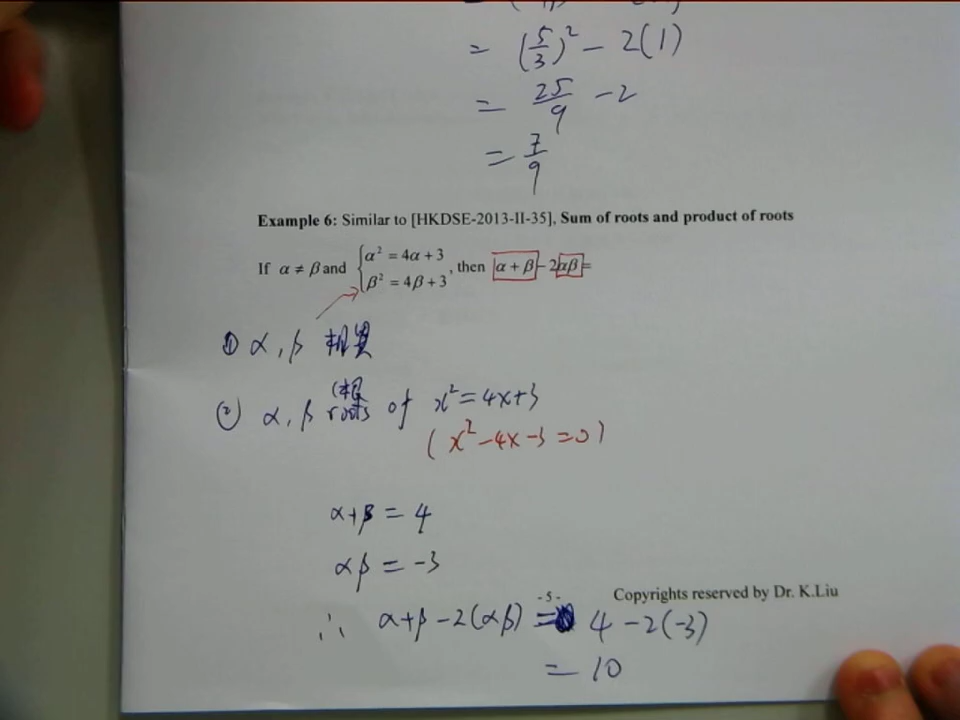 = (5/3)² − 2(1)
= 25/9 − 2
= 7/9
Example 6: Similar to [HKDSE-2013-II-35], Sum of roots and product of roots
If α ≠ β and { α² = 4α + 3
β² = 4β + 3 , then α + β − 2αβ =
① α, β
(根
② α, β roots of x² = 4x+3
(x² − 4x − 3 = 0)
α+β = 4
αβ = −3
- 5 - Copyrights reserved by Dr. K.Liu
∴ α+β − 2(αβ) = 4 − 2(−3)
= 10